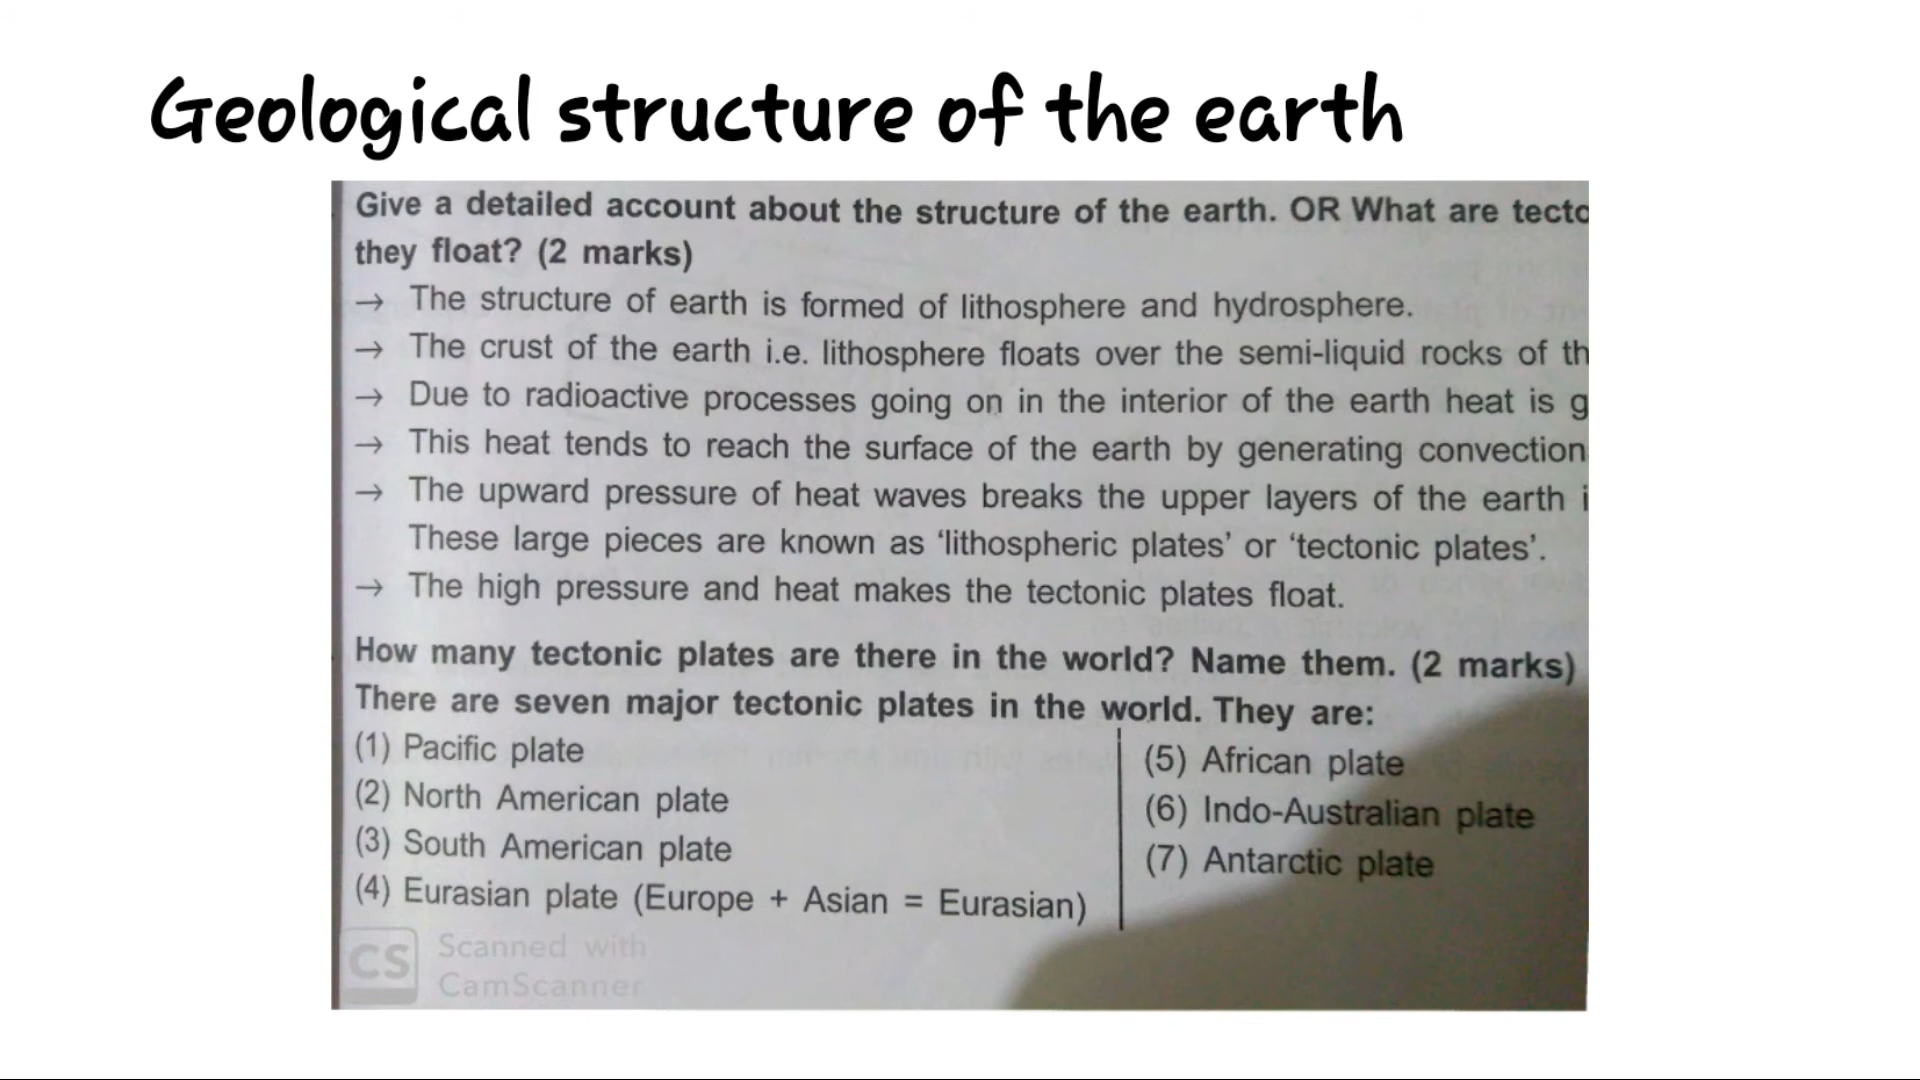 Geological structure of the earth
Give a detailed account about the structure of the earth. OR What are tecto
they float? (2 marks)
→ The structure of earth is formed of lithosphere and hydrosphere.
→ The crust of the earth i.e. lithosphere floats over the semi-liquid rocks of th
→ Due to radioactive processes going on in the interior of the earth heat is g
→ This heat tends to reach the surface of the earth by generating convection
→ The upward pressure of heat waves breaks the upper layers of the earth i
These large pieces are known as ‘lithospheric plates’ or ‘tectonic plates’.
→ The high pressure and heat makes the tectonic plates float.
How many tectonic plates are there in the world? Name them. (2 marks)
There are seven major tectonic plates in the world. They are:
(1) Pacific plate
(2) North American plate
(3) South American plate
(4) Eurasian plate (Europe + Asian = Eurasian)
(5) African plate
(6) Indo-Australian plate
(7) Antarctic plate
CS Scanned with
CamScanner